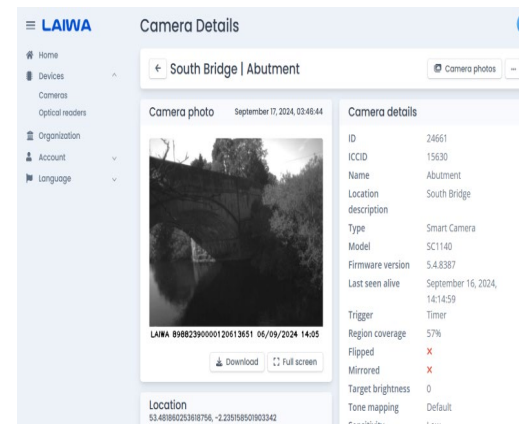 LAIWA
Camera Details
Home
Devices
Cameras
Optical readers
Organization
Account
Language
South Bridge | Abutment
Camera photos
Camera photo
September 17, 2024, 03:46:44
LAIWA 89882390000120613651 06/09/2024 14:05
Download
Full screen
Location
53.481860253618756, -2.235158501903342
Camera details
ID 24661
ICCID 15630
Name Abutment
Location description South Bridge
Type Smart Camera
Model SC1140
Firmware version 5.4.8387
Last seen alive September 16, 2024, 14:14:59
Trigger Timer
Region coverage 57%
Flipped X
Mirrored X
Target brightness 0
Tone mapping Default